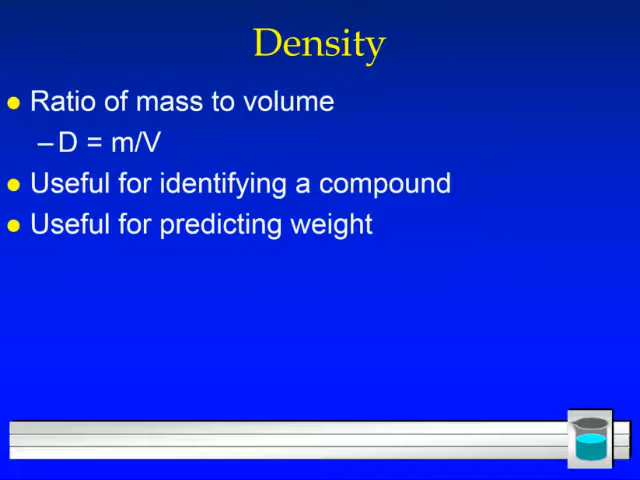 Density
● Ratio of mass to volume
–D = m/V
● Useful for identifying a compound
● Useful for predicting weight